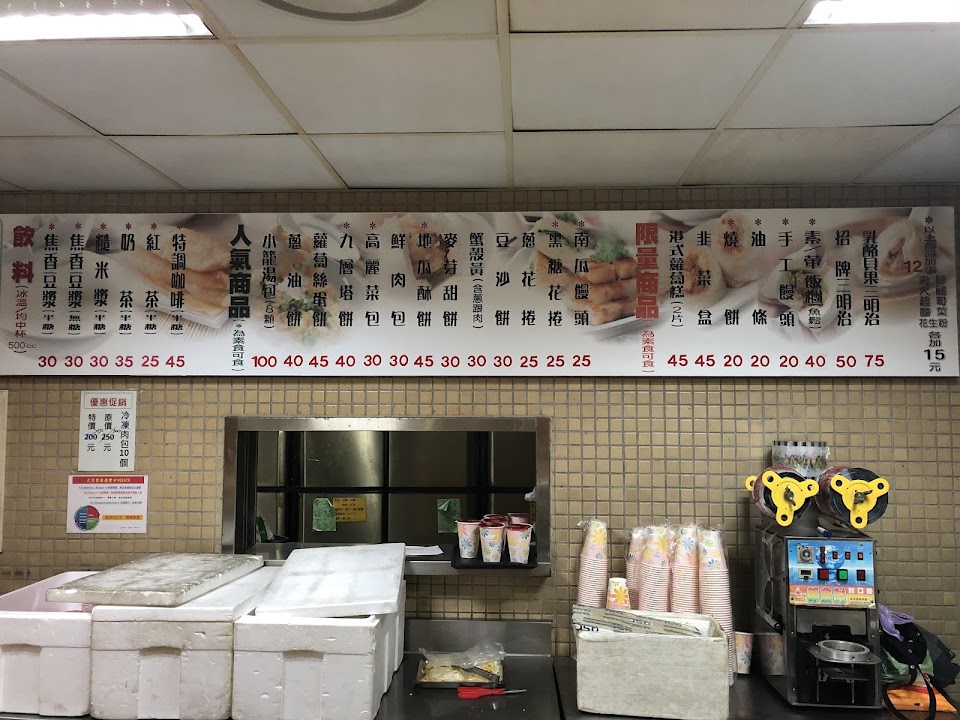 飲料(冰溫/均中杯500cc)
*焦香豆漿(半糖) 30
*焦香豆漿(無糖) 30
*糙米漿(半糖) 30
*奶茶(半糖) 35
*紅茶(半糖) 25
*特調咖啡(半糖) 45
人氣商品 *為素食可食
小籠湯包(8顆) 100
*蔥油餅 40
蘿蔔絲蛋餅 45
*九層塔餅 40
*高麗菜包 30
鮮肉包 30
*地瓜酥餅 45
*麥芽甜餅 30
蟹殼黃(含蔥跟肉) 30
*豆沙餅 30
*蔥花捲 25
*黑糖花捲 25
*南瓜饅頭 25
限量商品(*為素食可食)
港式蘿蔔糕(2片) 45
*韭菜盒 45
*燒餅 20
*油條 20
*手工饅頭 20
*素/葷飯糰(魚鬆) 40
招牌三明治 50
乳酪貝果三明治 75
12
各加15元
優惠促銷
冷凍肉包10個
原價250元
特價200元